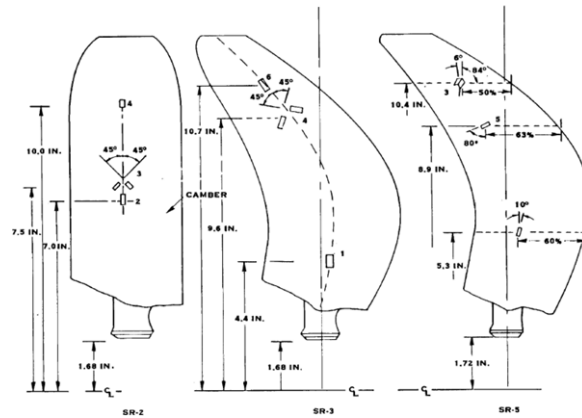 4
45° 45°
3
2
CAMBER
10.0 IN.
7.5 IN.
7.0 IN.
1.68 IN.
℄
SR-2
6
45°
45°
4
10.7 IN.
9.6 IN.
1
4.4 IN.
1.68 IN.
℄
SR-3
6°
84°
3
50%
10.4 IN.
5
63%
80°
8.9 IN.
10°
60%
5.3 IN.
1.72 IN.
℄
℄
SR-5